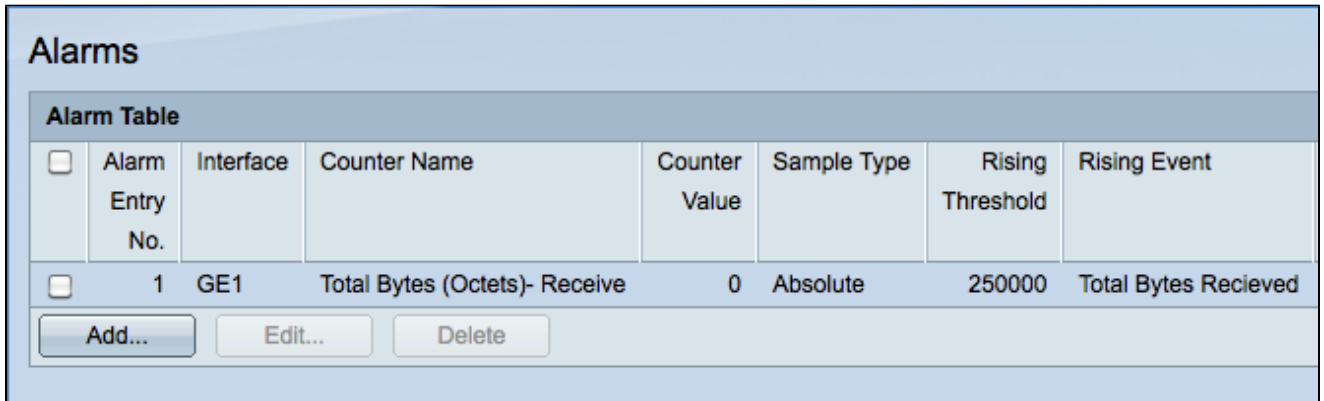 Alarms
Alarm Table
Alarm Interface Counter Name Counter Sample Type Rising Rising Event
Entry Value Threshold
No.
1 GE1 Total Bytes (Octets)- Receive 0 Absolute 250000 Total Bytes Recieved
Add... Edit... Delete